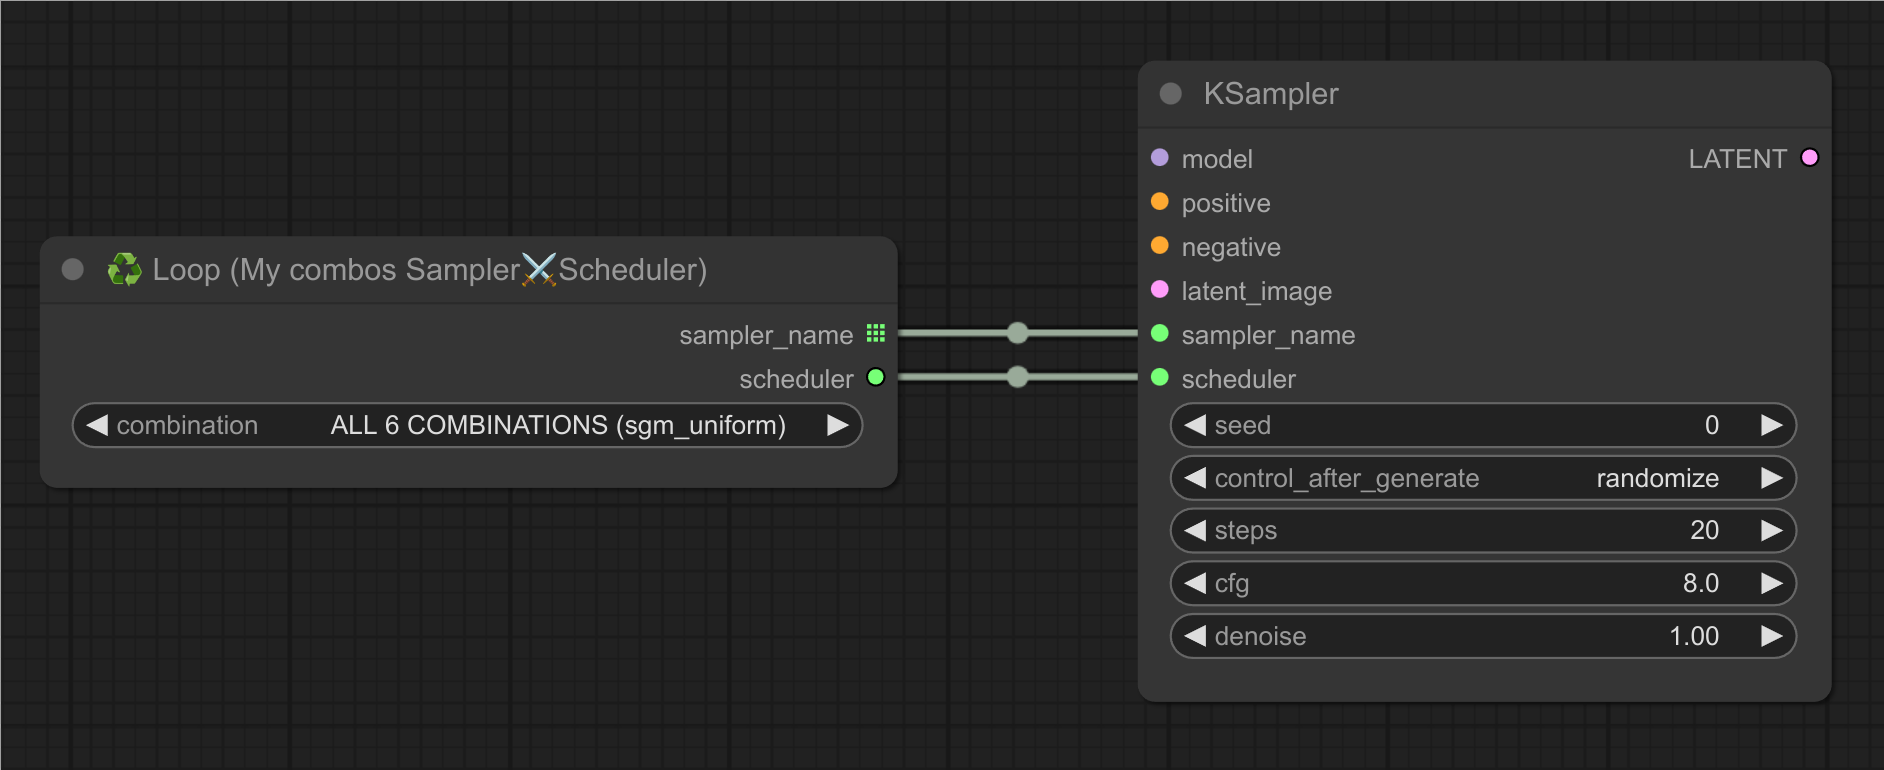 ♻️ Loop (My combos Sampler⚔️Scheduler)
sampler_name
scheduler
combination ALL 6 COMBINATIONS (sgm_uniform)
KSampler
model LATENT
positive
negative
latent_image
sampler_name
scheduler
seed 0
control_after_generate randomize
steps 20
cfg 8.0
denoise 1.00